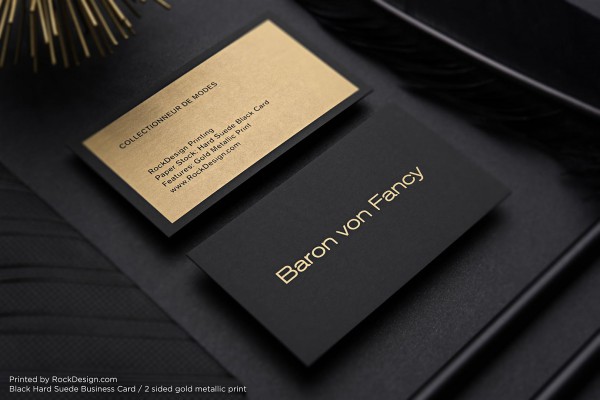 COLLECTIONNEUR DE MODES
RockDesign Printing
Paper Stock: Hard Suede Black Card
Features: Gold Metallic Print
www.RockDesign.com
Baron von Fancy
Printed by RockDesign.com
Black Hard Suede Business Card / 2 sided gold metallic print